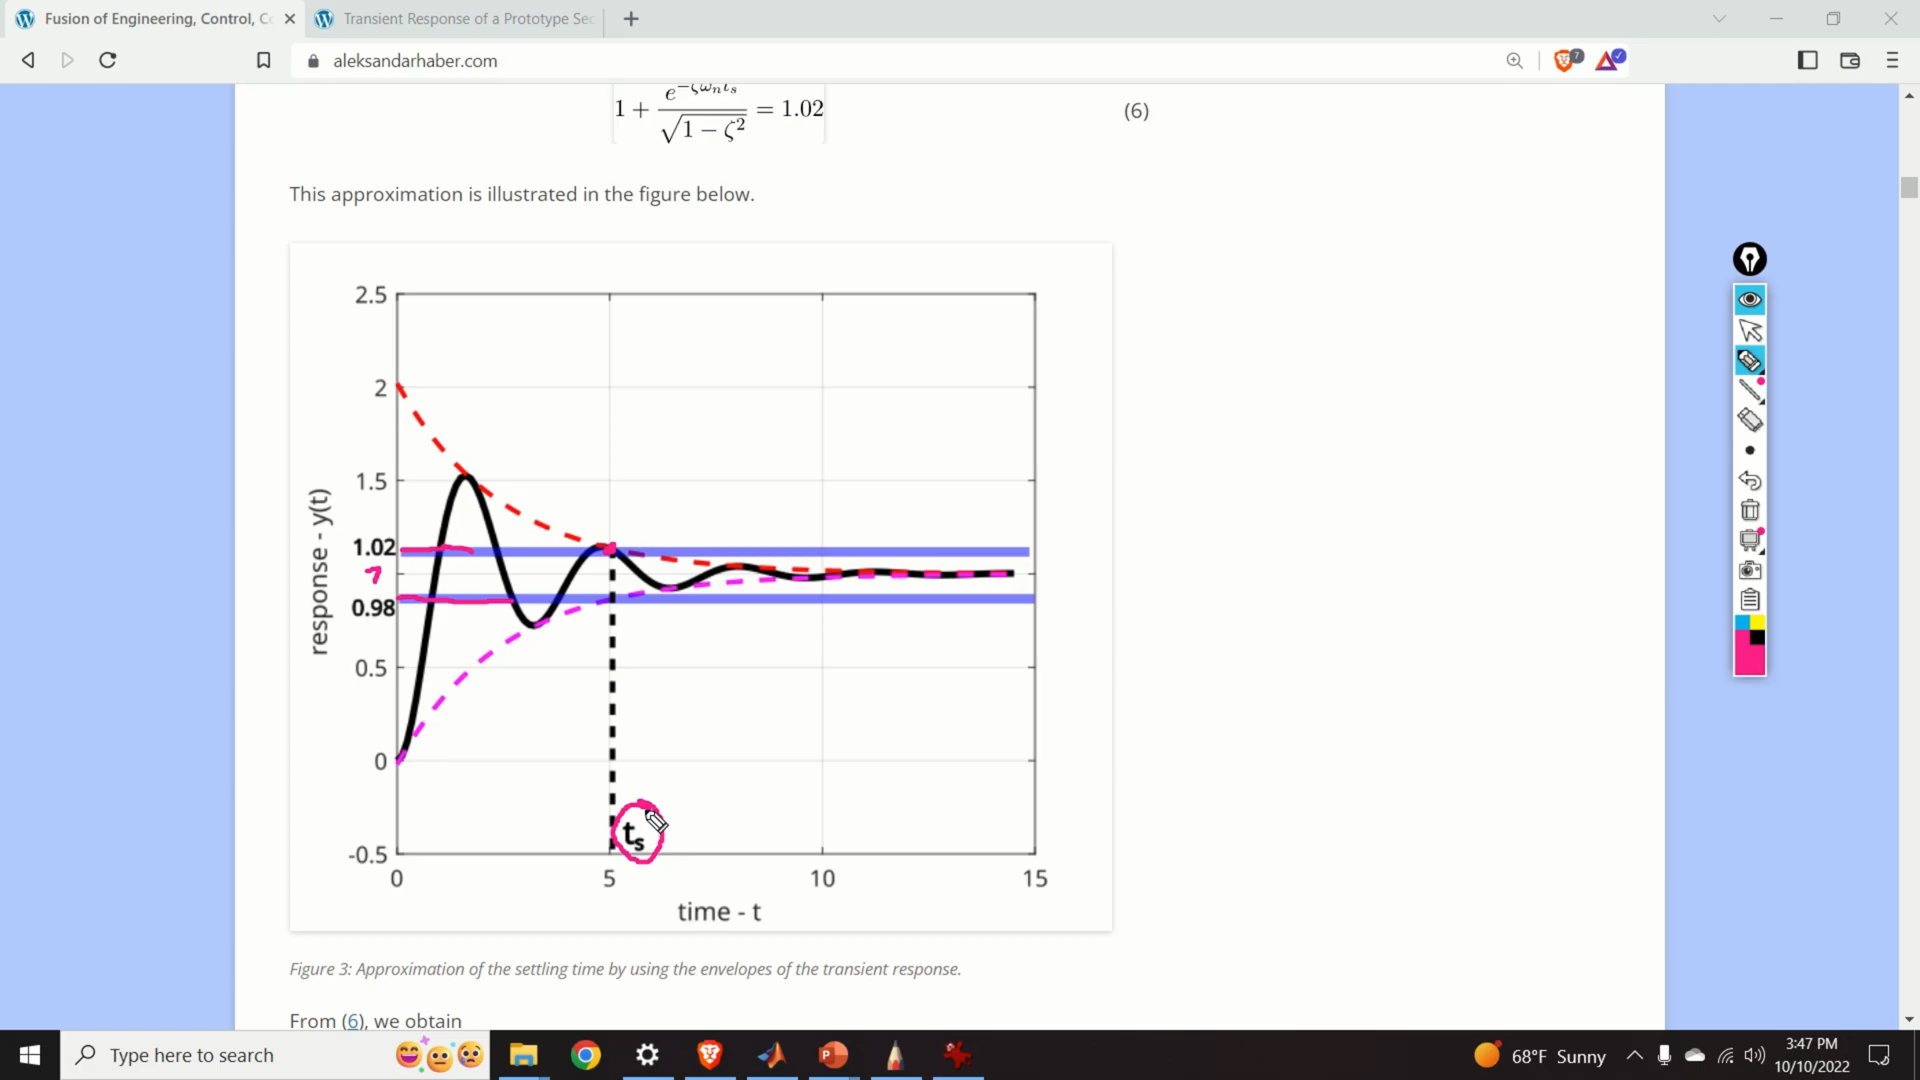 Fusion of Engineering, Control, Co
Transient Response of a Prototype Sec
aleksandarhaber.com
7
1 + e^{-ζω_n t_s} / √(1 − ζ²) = 1.02
(6)
This approximation is illustrated in the figure below.
2.5
2
1.5
1.02
1
0.98
0.5
0
-0.5
response - y(t)
t_s
0 5 10 15
time - t
Figure 3: Approximation of the settling time by using the envelopes of the transient response.
From (6), we obtain
Type here to search
68°F Sunny
3:47 PM
10/10/2022